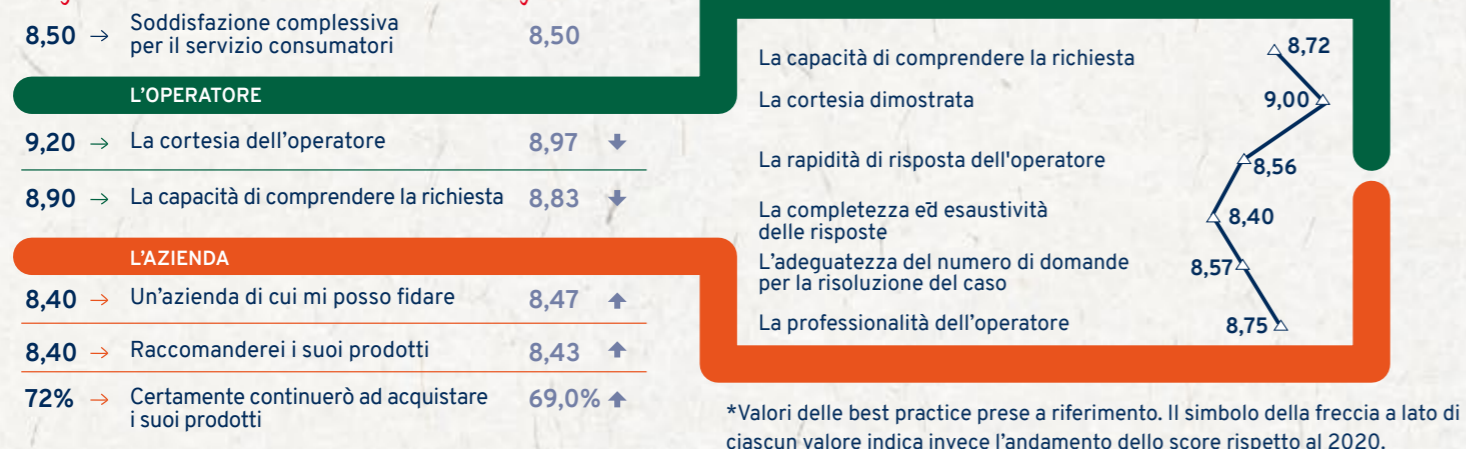 8,50 → Soddisfazione complessiva 8,50
per il servizio consumatori
L'OPERATORE
9,20 → La cortesia dell'operatore 8,97 🡇
8,90 → La capacità di comprendere la richiesta 8,83 🡇
L'AZIENDA
8,40 → Un'azienda di cui mi posso fidare 8,47 🡅
8,40 → Raccomanderei i suoi prodotti 8,43 🡅
72% → Certamente continuerò ad acquistare 69,0% 🡅
i suoi prodotti
La capacità di comprendere la richiesta 8,72
La cortesia dimostrata 9,00
La rapidità di risposta dell'operatore 8,56
La completezza ed esaustività 8,40
delle risposte
L'adeguatezza del numero di domande 8,57
per la risoluzione del caso
La professionalità dell'operatore 8,75
*Valori delle best practice prese a riferimento. Il simbolo della freccia a lato di
ciascun valore indica invece l'andamento dello score rispetto al 2020.